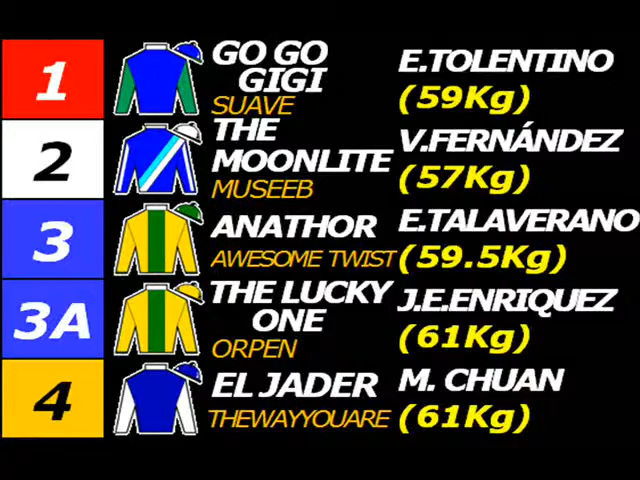 1
GO GO
GIGI
SUAVE
E.TOLENTINO
(59Kg)
2
THE
MOONLITE
MUSEEB
V.FERNÁNDEZ
(57Kg)
3
ANATHOR
AWESOME TWIST
E.TALAVERANO
(59.5Kg)
3A
THE LUCKY
ONE
ORPEN
J.E.ENRIQUEZ
(61Kg)
4
EL JADER
THEWAYYOUARE
M. CHUAN
(61Kg)